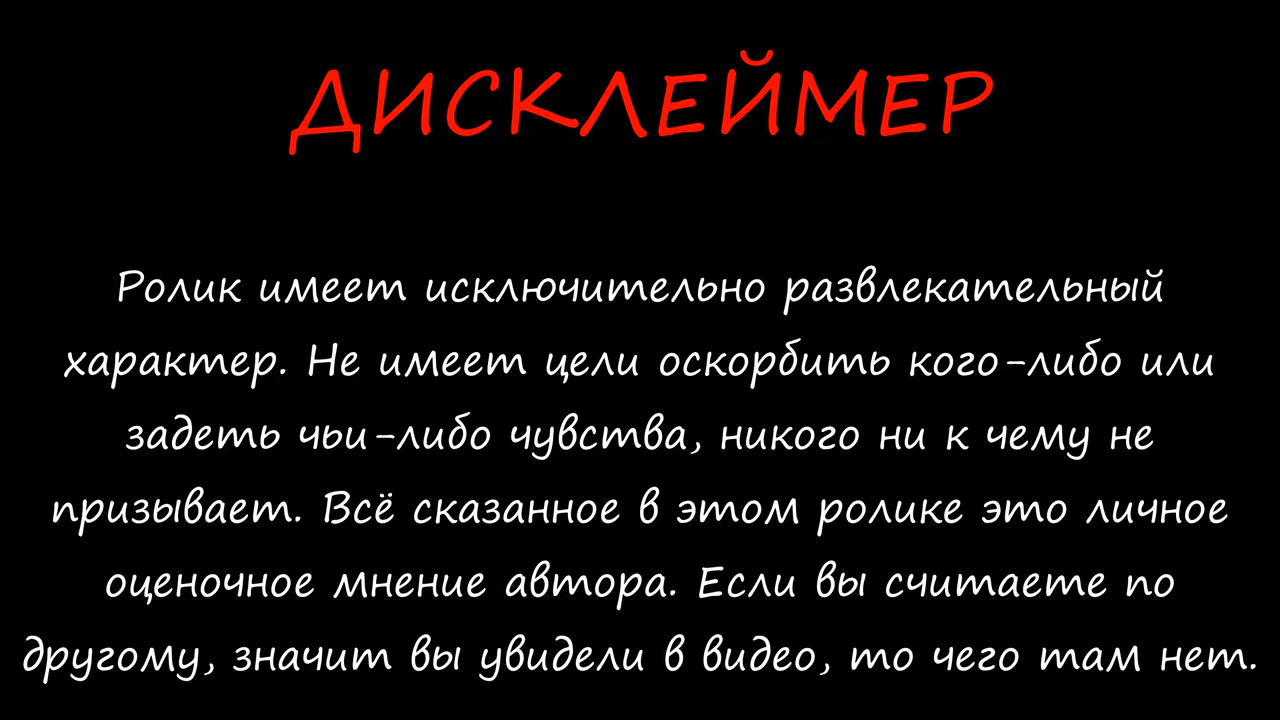 ДИСКЛЕЙМЕР
Ролик имеет исключительно развлекательный
характер. Не имеет цели оскорбить кого-либо или
задеть чьи-либо чувства, никого ни к чему не
призывает. Всё сказанное в этом ролике это личное
оценочное мнение автора. Если вы считаете по
другому, значит вы увидели в видео, то чего там нет.